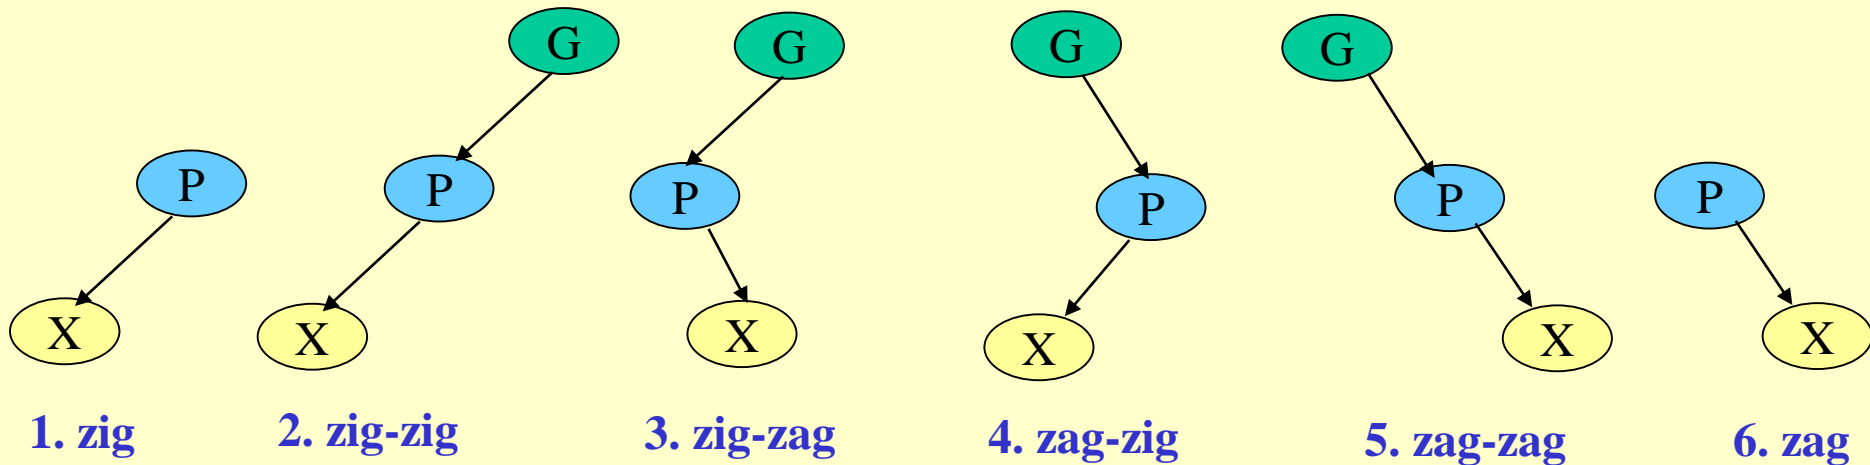 G G G G
P P P P P P
X X X X X X
1. zig 2. zig-zig 3. zig-zag 4. zag-zig 5. zag-zag 6. zag